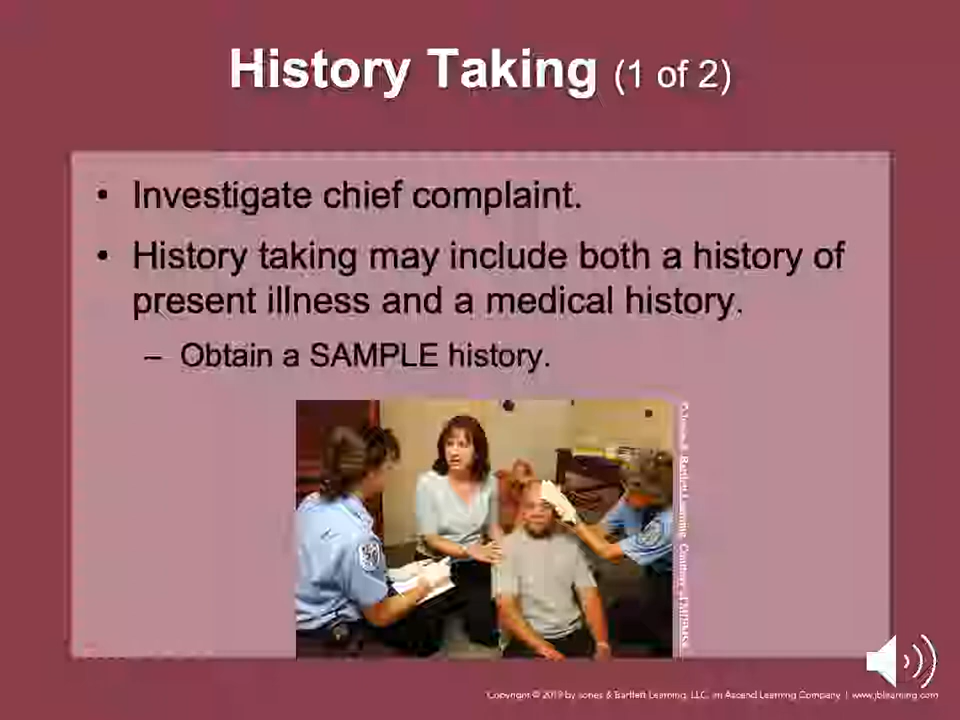 History Taking (1 of 2)
• Investigate chief complaint.
• History taking may include both a history of
present illness and a medical history.
– Obtain a SAMPLE history.
Copyright © 2019 by Jones & Bartlett Learning, LLC, an Ascend Learning Company | www.jblearning.com